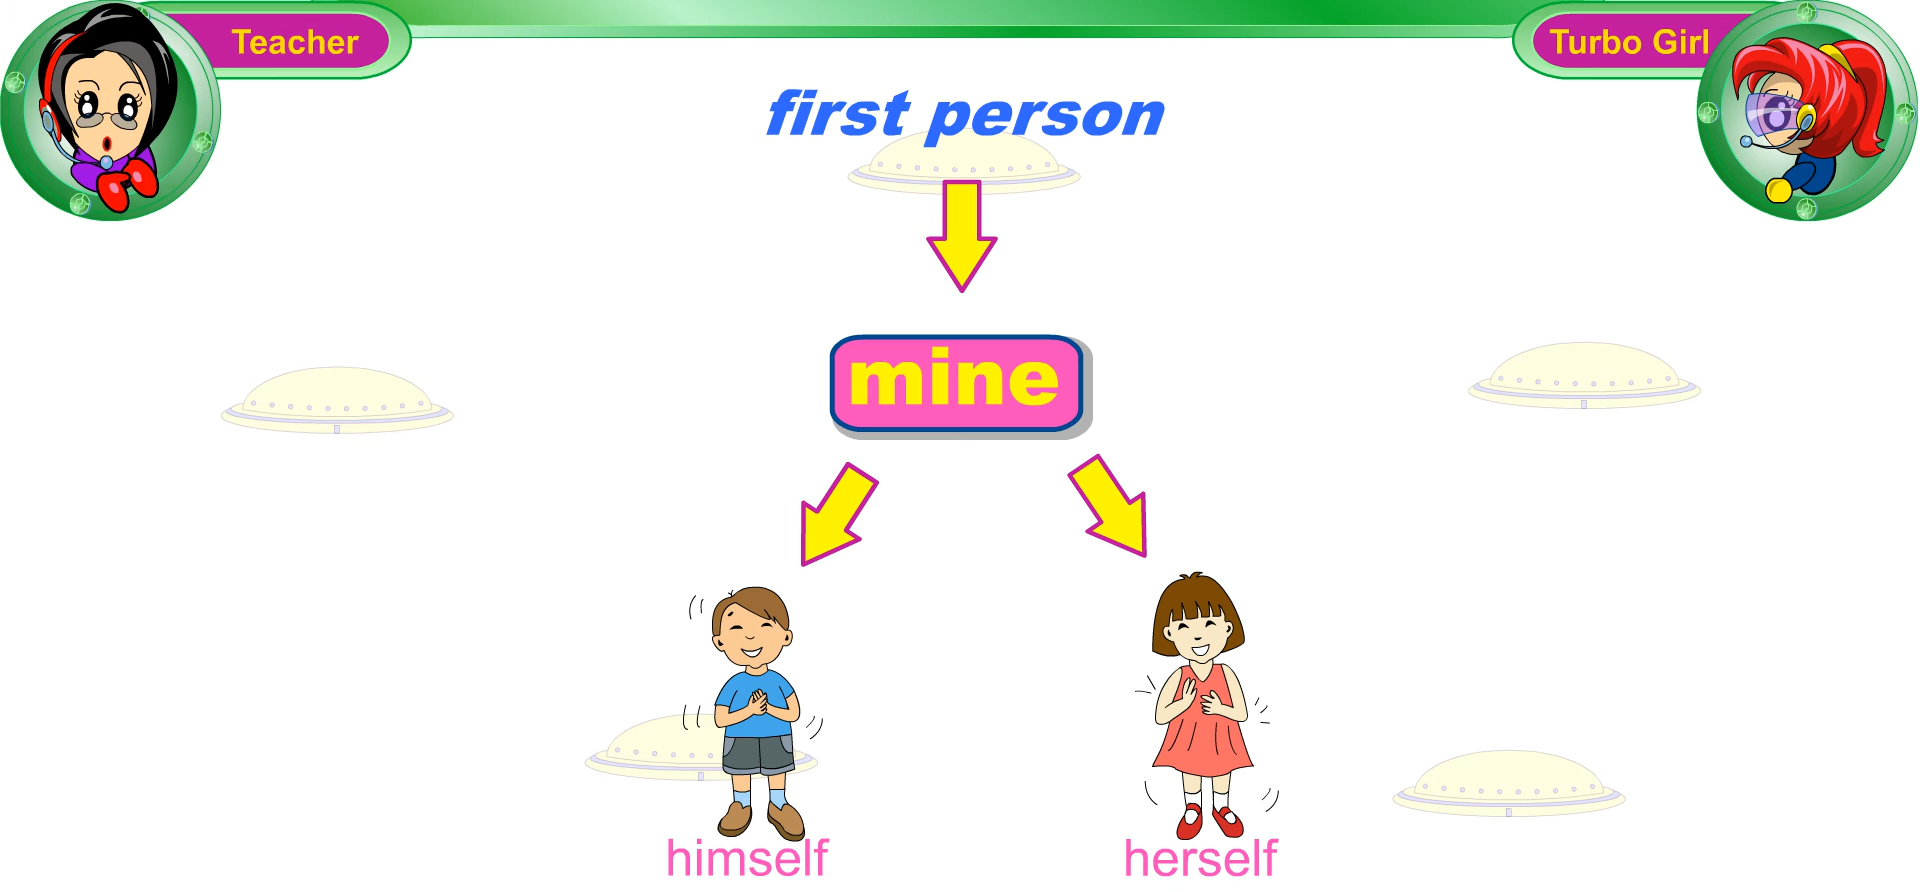 Teacher
Turbo Girl
first person
mine
himself
herself